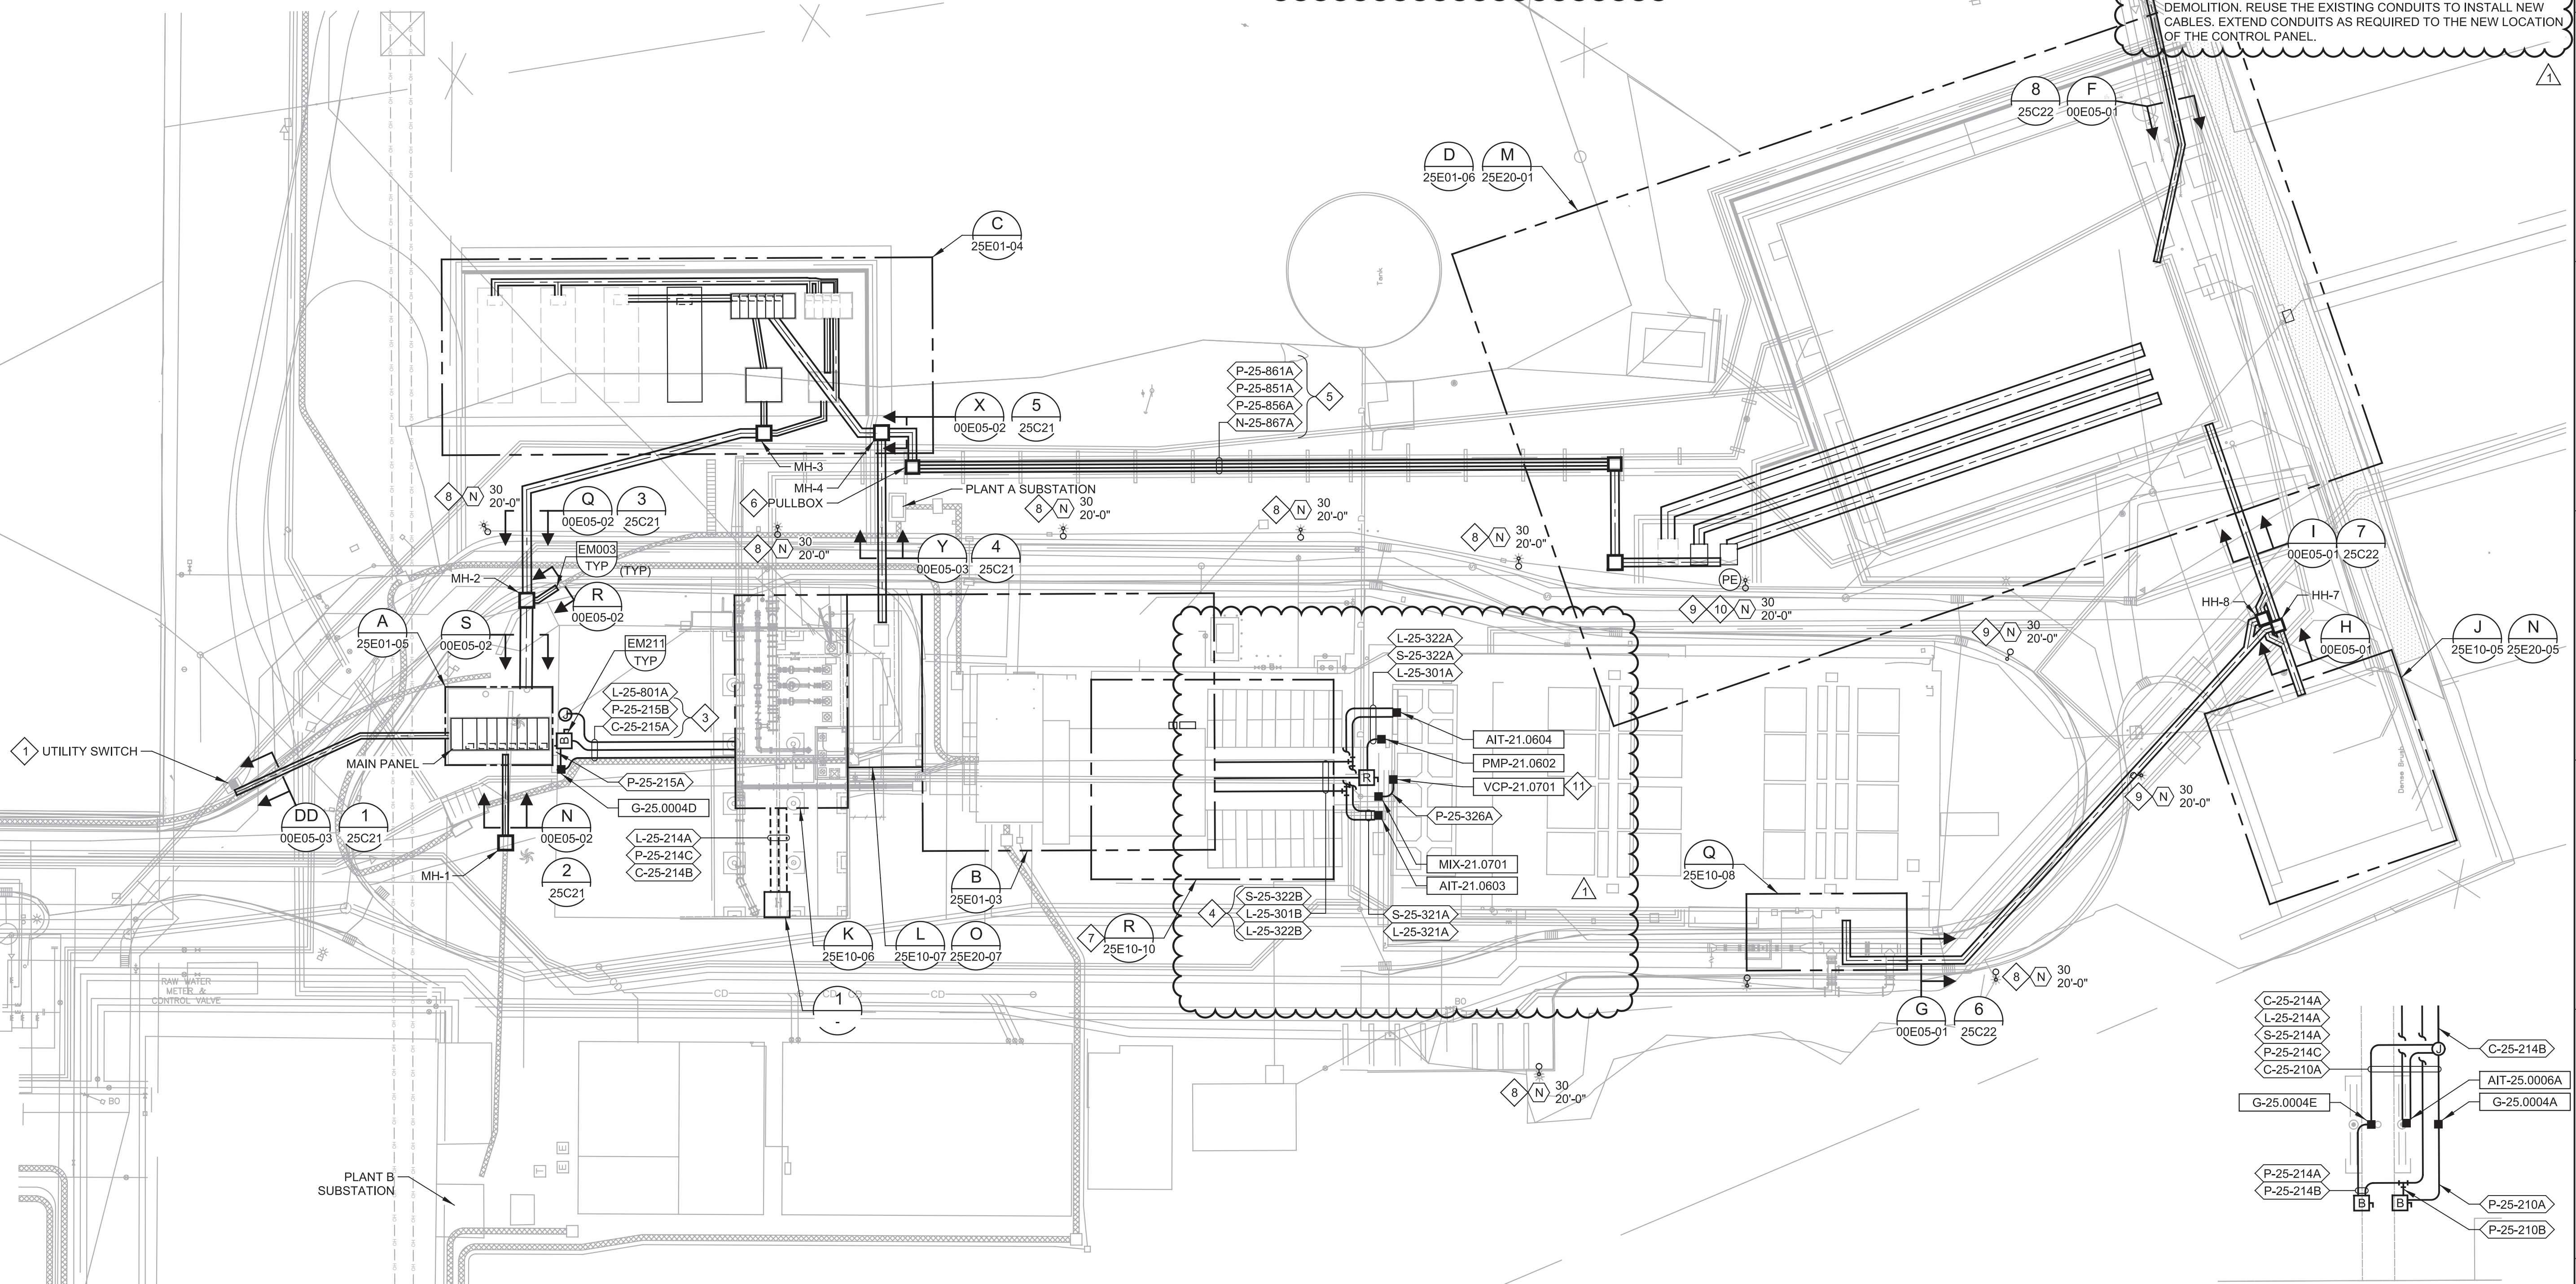 DEMOLITION. REUSE THE EXISTING CONDUITS TO INSTALL NEW
CABLES. EXTEND CONDUITS AS REQUIRED TO THE NEW LOCATION
OF THE CONTROL PANEL.
1
8
25C22
F
00E05-01
D
25E01-06
M
25E20-01
C
25E01-04
Tank
P-25-861A
P-25-851A
P-25-856A
N-25-867A
5
X
00E05-02
5
25C21
MH-3
MH-4
6 PULLBOX
PLANT A SUBSTATION
8 N 30
20'-0"
Q
00E05-02
3
25C21
8 N 30
20'-0"
8 N 30
20'-0"
8 N 30
20'-0"
8 N 30
20'-0"
EM003
TYP
(TYP)
Y
00E05-03
4
25C21
I
00E05-01
7
25C22
MH-2
R
00E05-02
PE
9 10 N 30
20'-0"
HH-8
HH-7
A
25E01-05
S
00E05-02
EM211
TYP
9 N 30
20'-0"
H
00E05-01
J
25E10-05
N
25E20-05
L-25-322A
S-25-322A
L-25-301A
L-25-801A
P-25-215B
C-25-215A
3
J
B
1 UTILITY SWITCH
MAIN PANEL
AIT-21.0604
PMP-21.0602
R
VCP-21.0701
11
P-25-215A
G-25.0004D
P-25-326A
Dense Brush
9 N 30
20'-0"
DD
00E05-03
1
25C21
N
00E05-02
2
25C21
L-25-214A
P-25-214C
C-25-214B
MH-1
MIX-21.0701
AIT-21.0603
1
B
25E01-03
Q
25E10-08
4
S-25-322B
L-25-301B
L-25-322B
S-25-321A
L-25-321A
7
R
25E10-10
K
25E10-06
L
25E10-07
O
25E20-07
RAW WATER
METER &
CONTROL VALVE
CD
CD
CD
CD
1
-
BO
8 N 30
20'-0"
G
00E05-01
6
25C22
8 N 30
20'-0"
BO
C-25-214A
L-25-214A
S-25-214A
P-25-214C
C-25-210A
J
C-25-214B
AIT-25.0006A
G-25.0004E
G-25.0004A
PLANT B
SUBSTATION
T
E
E
P-25-214A
P-25-214B
B
B
P-25-210A
P-25-210B